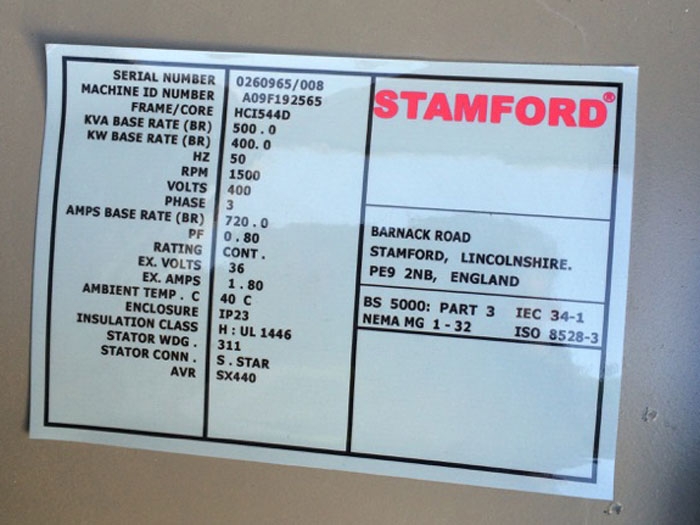 SERIAL NUMBER 0260965/008
MACHINE ID NUMBER A09F192565
FRAME/CORE HCI544D
KVA BASE RATE (BR) 500.0
KW BASE RATE (BR) 400.0
HZ 50
RPM 1500
VOLTS 400
PHASE 3
AMPS BASE RATE (BR) 720.0
PF 0.80
RATING CONT.
EX. VOLTS 36
EX. AMPS 1.80
AMBIENT TEMP. C 40 C
ENCLOSURE IP23
INSULATION CLASS H: UL 1446
STATOR WDG. 311
STATOR CONN. S.STAR
AVR SX440
STAMFORD®
BARNACK ROAD
STAMFORD, LINCOLNSHIRE.
PE9 2NB, ENGLAND
BS 5000: PART 3 IEC 34-1
NEMA MG 1-32 ISO 8528-3